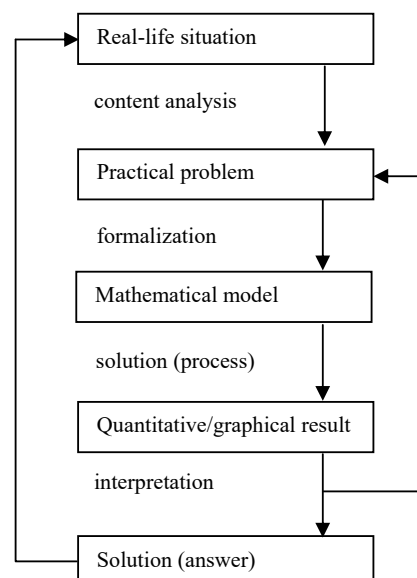 Real-life situation
content analysis
Practical problem
formalization
Mathematical model
solution (process)
Quantitative/graphical result
interpretation
Solution (answer)